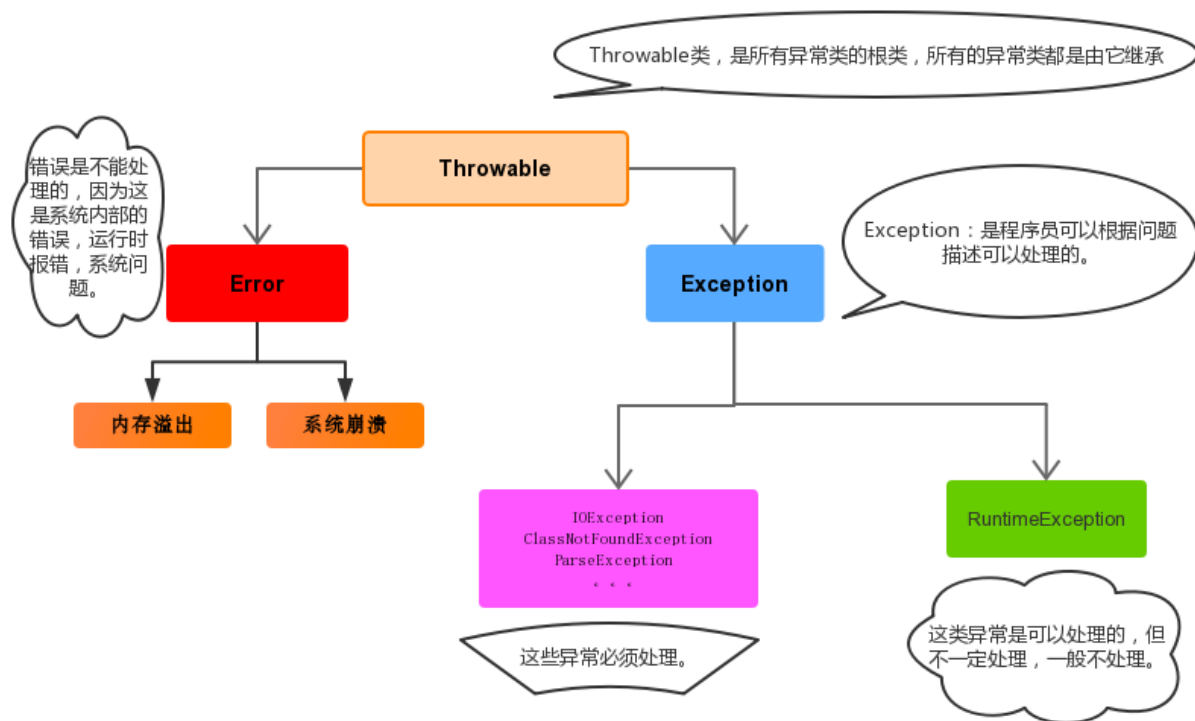 Throwable类，是所有异常类的根类，所有的异常类都是由它继承
Throwable
错误是不能处
理的，因为这
是系统内部的
错误，运行时
报错，系统问
题。
Exception：是程序员可以根据问题
描述可以处理的。
Error
Exception
内存溢出
系统崩溃
IOException
ClassNotFoundException
ParseException
。。。
RuntimeException
这些异常必须处理。
这类异常是可以处理的，但
不一定处理，一般不处理。